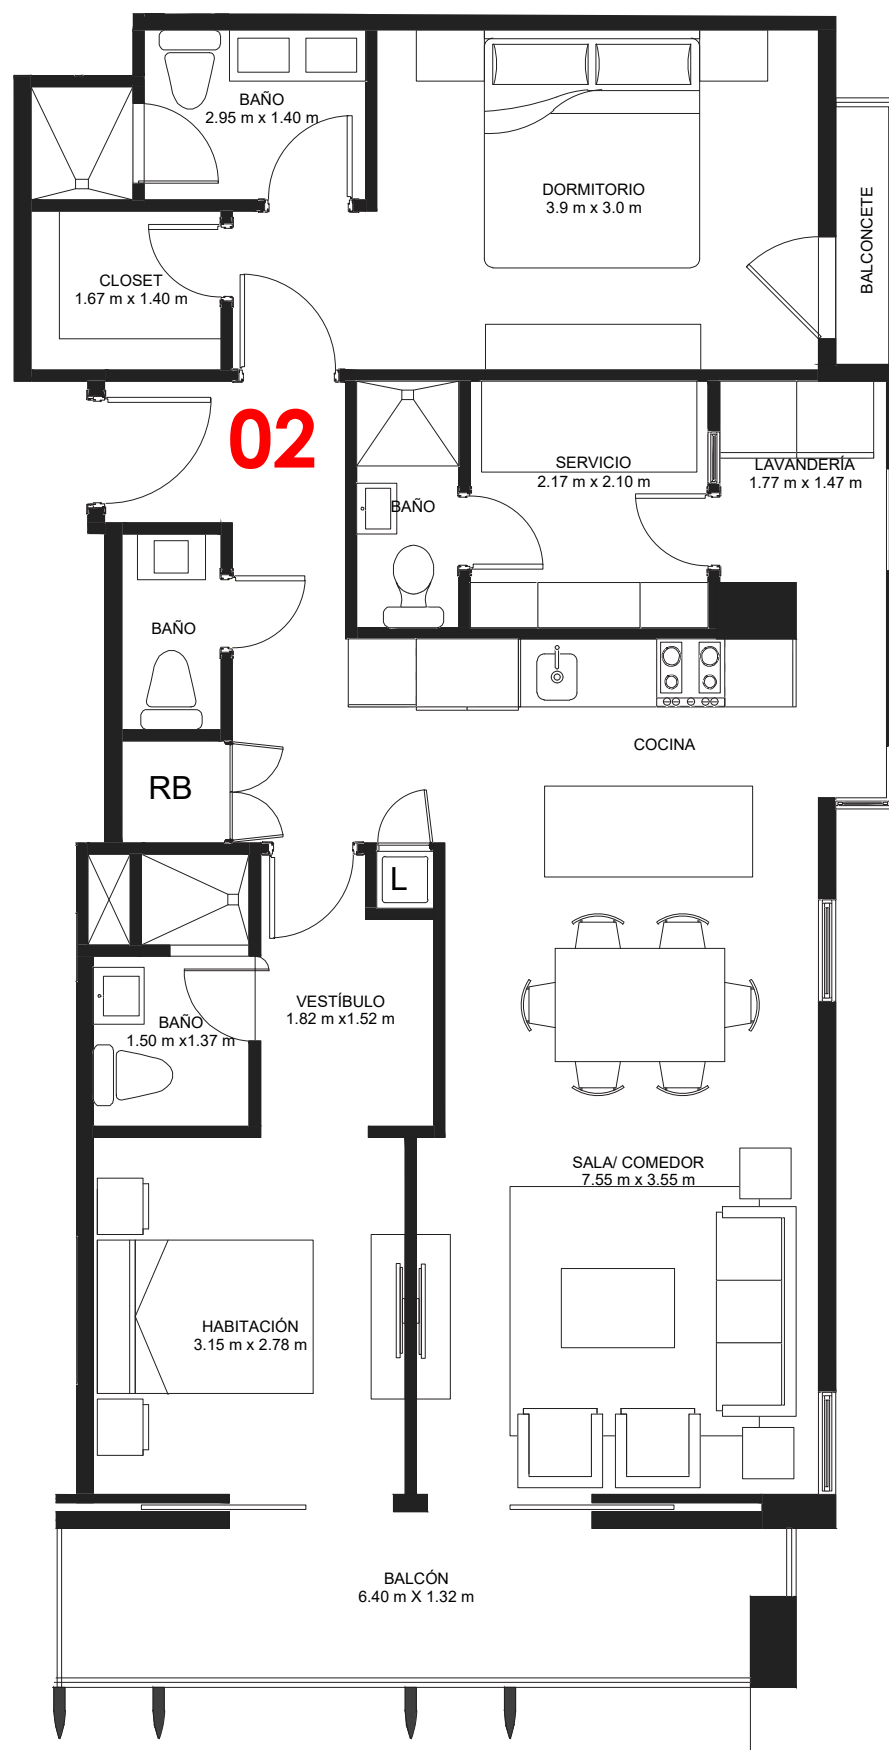 BAÑO
2.95 m x 1.40 m
DORMITORIO
3.9 m x 3.0 m
BALCONCETE
CLOSET
1.67 m x 1.40 m
02
SERVICIO
2.17 m x 2.10 m
LAVANDERÍA
1.77 m x 1.47 m
BAÑO
BAÑO
COCINA
RB
L
VESTÍBULO
1.82 m x1.52 m
BAÑO
1.50 m x1.37 m
SALA/ COMEDOR
7.55 m x 3.55 m
HABITACIÓN
3.15 m x 2.78 m
BALCÓN
6.40 m X 1.32 m